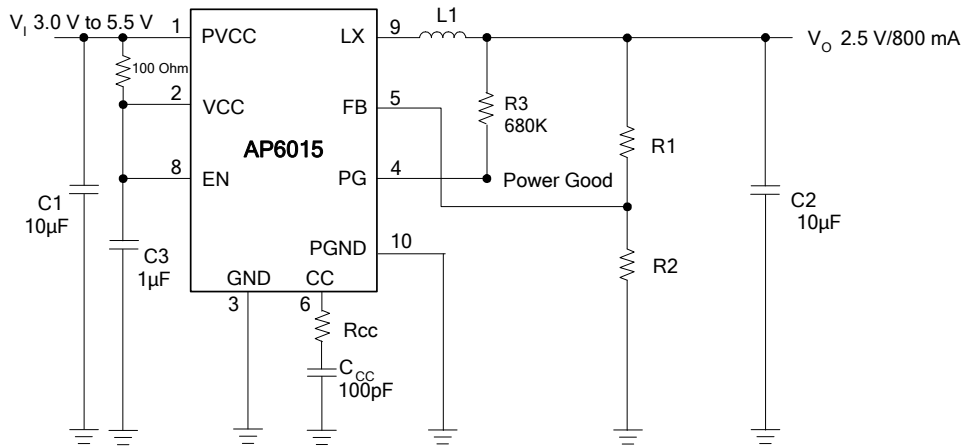 V_I 3.0 V to 5.5 V
1
PVCC
LX
9
L1
V_O 2.5 V/800 mA
100 Ohm
2
VCC
FB
5
R3
680K
R1
AP6015
8
EN
PG
4
Power Good
C1
10µF
C2
10µF
C3
1µF
PGND
10
R2
GND
CC
3
6
Rcc
C_CC
100pF